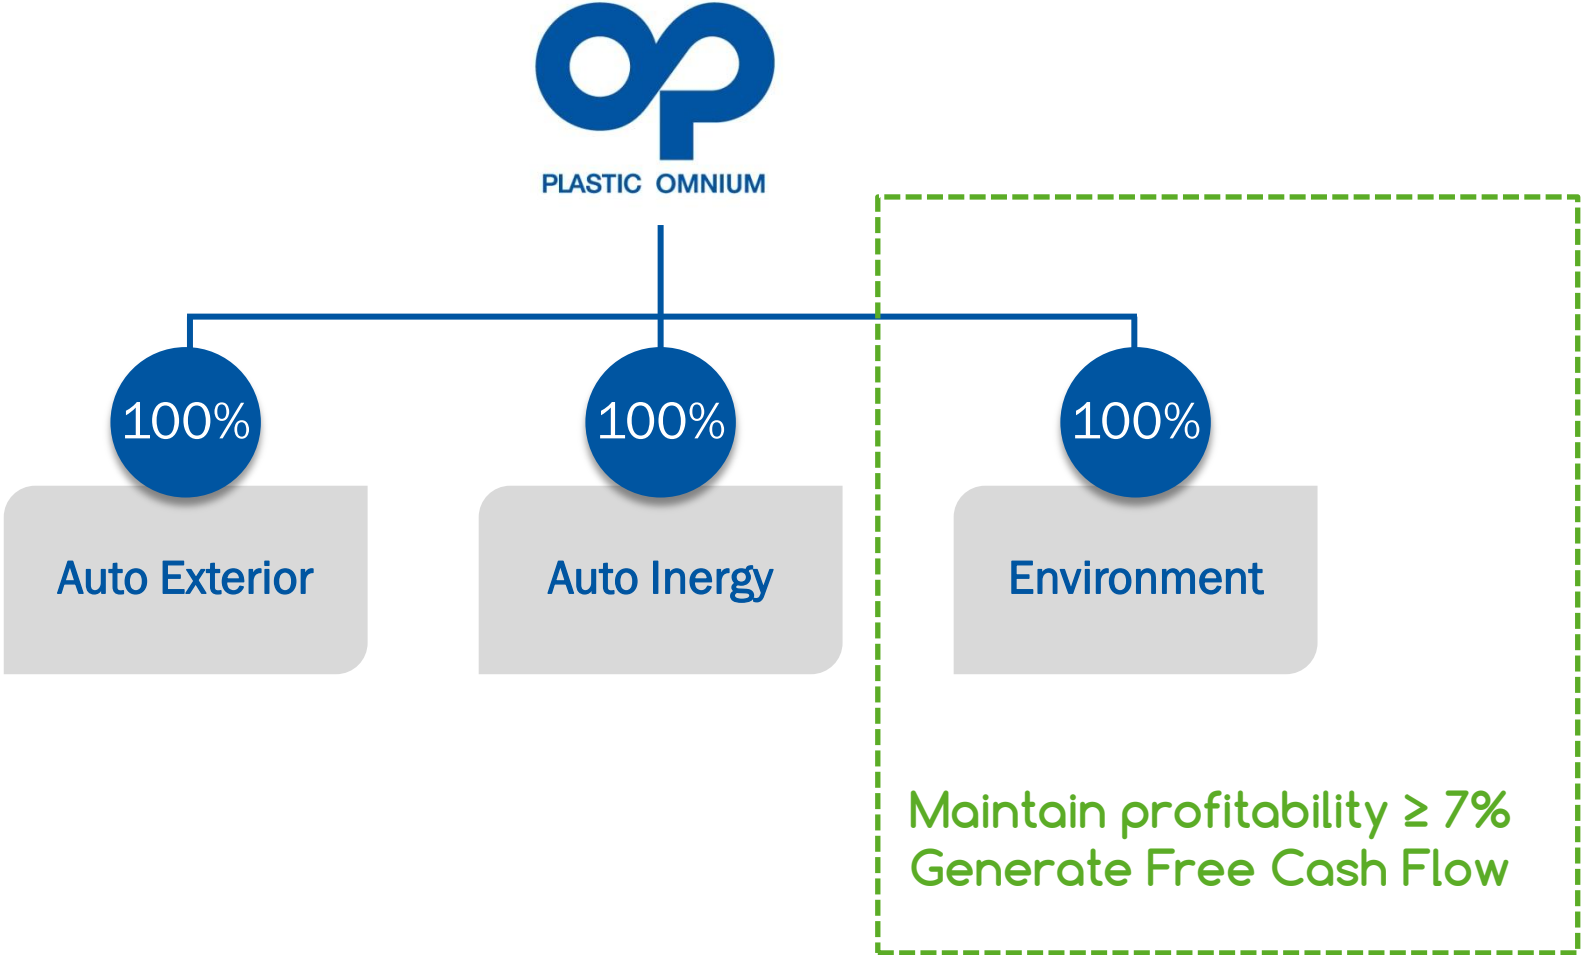 PLASTIC OMNIUM
100%
100%
100%
Auto Exterior
Auto Inergy
Environment
Maintain profitability ≥ 7%
Generate Free Cash Flow